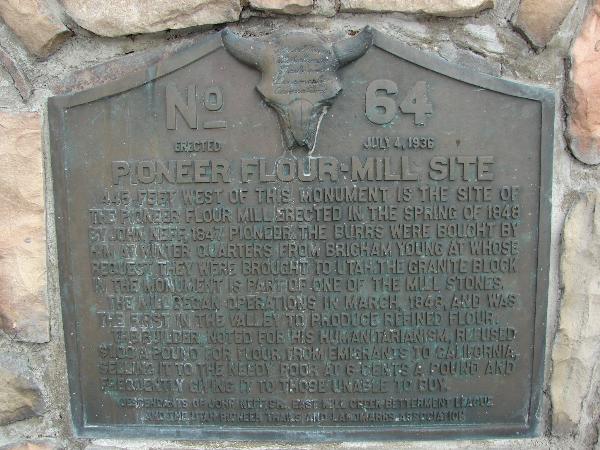 No 64
ERECTED JULY 4, 1936
PIONEER FLOUR-MILL SITE
445 FEET WEST OF THIS MONUMENT IS THE SITE OF
THE PIONEER FLOUR MILL ERECTED IN THE SPRING OF 1848
BY JOHN NEFF, 1847 PIONEER. THE BURRS WERE BOUGHT BY
HIM AT WINTER QUARTERS FROM BRIGHAM YOUNG AT WHOSE
REQUEST THEY WERE BROUGHT TO UTAH. THE GRANITE BLOCK
IN THE MONUMENT IS PART OF ONE OF THE MILL STONES.
THE MILL BEGAN OPERATIONS IN MARCH, 1848, AND WAS
THE FIRST IN THE VALLEY TO PRODUCE REFINED FLOUR.
THE BUILDER, NOTED FOR HIS HUMANITARIANISM, REFUSED
$1.00 A POUND FOR FLOUR FROM EMIGRANTS TO CALIFORNIA,
SELLING IT TO THE NEEDY POOR AT 6 CENTS A POUND AND
FREQUENTLY GIVING IT TO THOSE UNABLE TO BUY.
DESCENDANTS OF JOHN NEFF SR., EAST MILL CREEK BETTERMENT LEAGUE
AND THE UTAH PIONEER TRAILS AND LANDMARKS ASSOCIATION